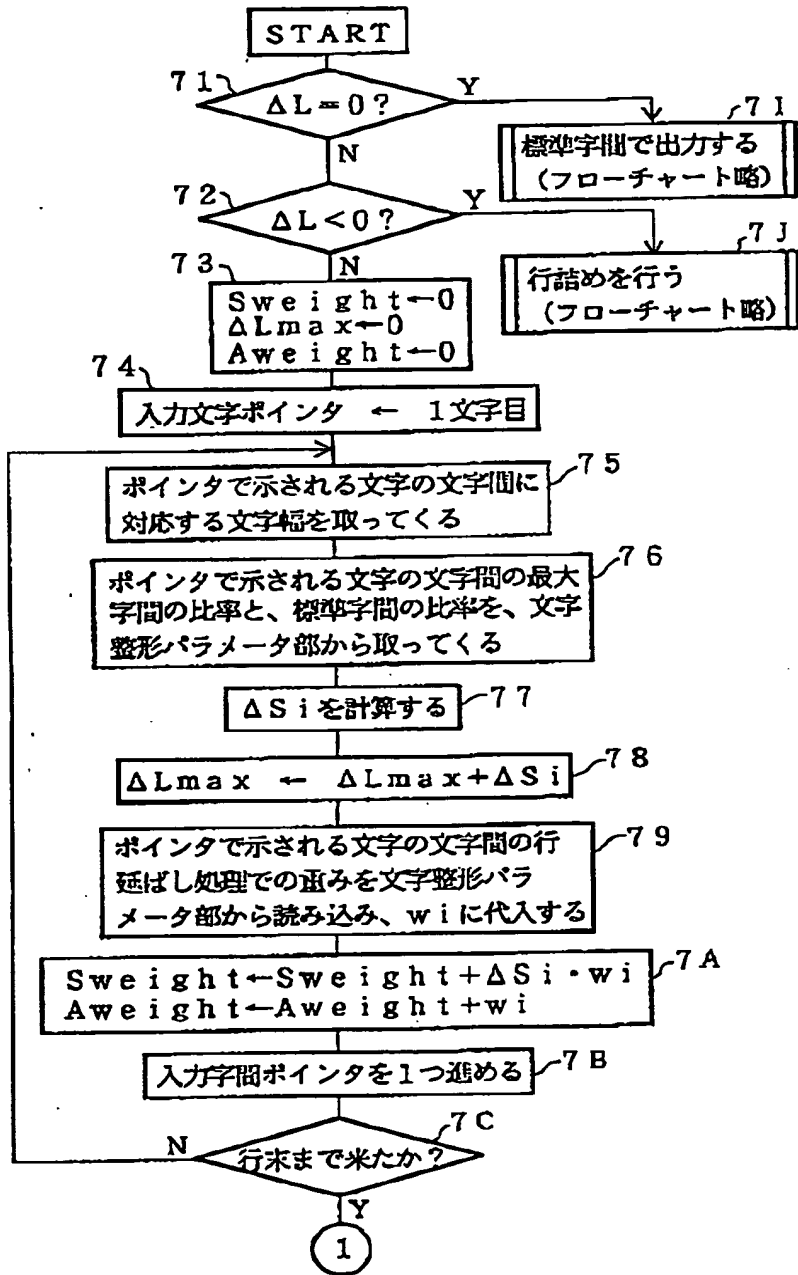 START
71
ΔL=0?
Y
7I
標準字間で出力する
(フローチャート略)
N
72
ΔL<0?
Y
7J
行詰めを行う
(フローチャート略)
N
73
Sweight←0
ΔLmax←0
Aweight←0
74
入力文字ポインタ ← 1文字目
75
ポインタで示される文字の文字間に
対応する文字幅を取ってくる
76
ポインタで示される文字の文字間の最大
字間の比率と、標準字間の比率を、文字
整形パラメータ部から取ってくる
77
ΔSiを計算する
78
ΔLmax ← ΔLmax+ΔSi
79
ポインタで示される文字の文字間の行
延ばし処理での重みを文字整形パラ
メータ部から読み込み、wiに代入する
7A
Sweight←Sweight+ΔSi・wi
Aweight←Aweight+wi
7B
入力字間ポインタを1つ進める
7C
N
行末まで来たか?
Y
1